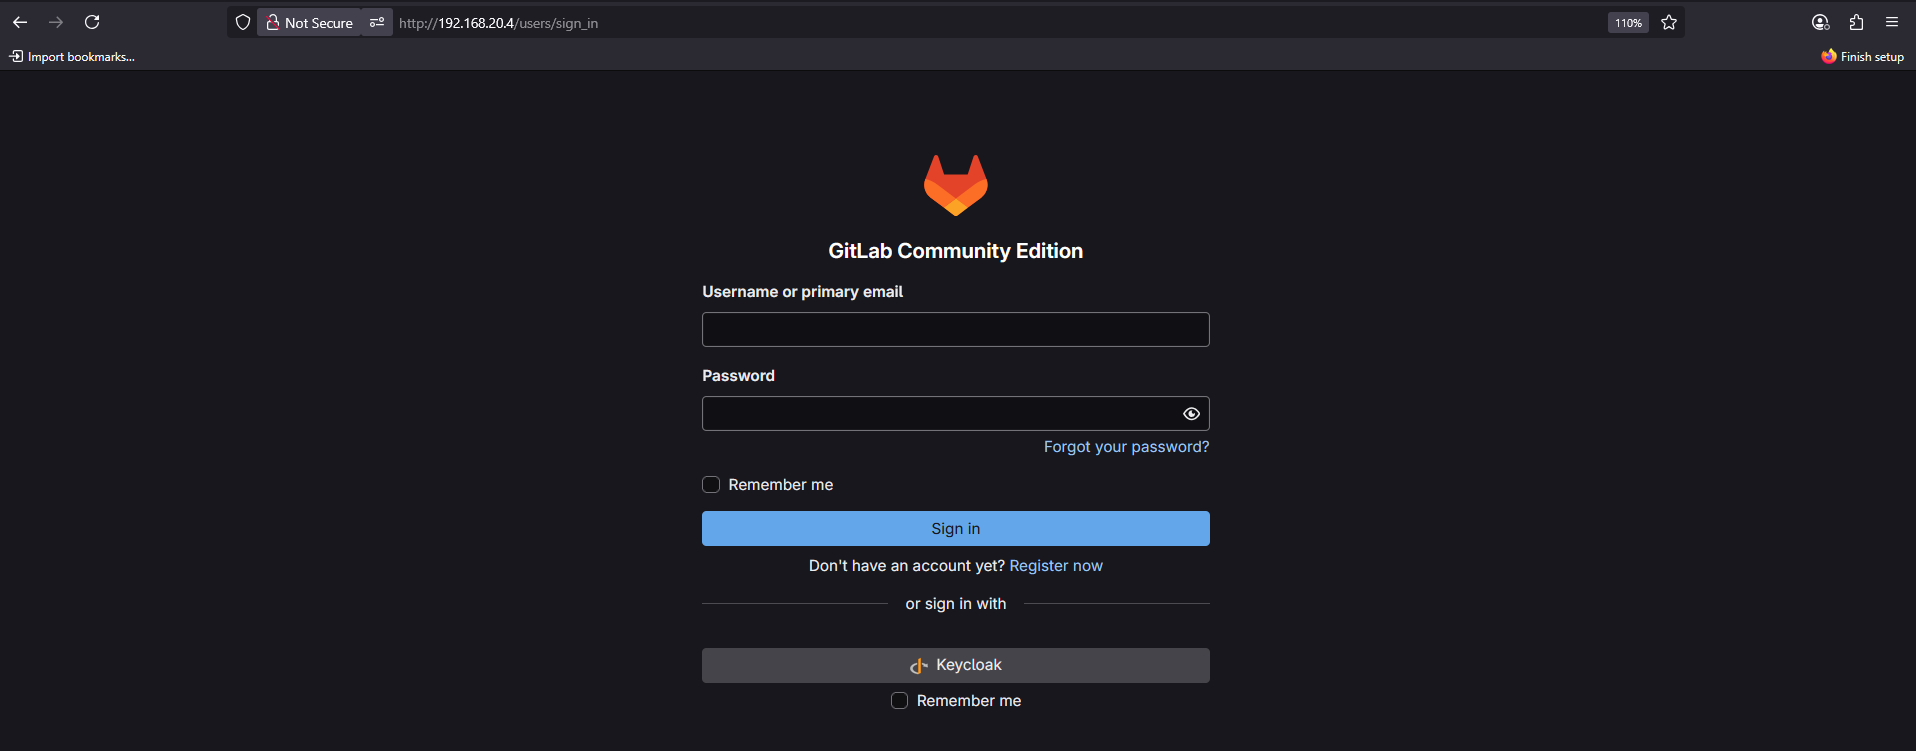 Not Secure
http://192.168.20.4/users/sign_in
110%
Import bookmarks...
Finish setup
GitLab Community Edition
Username or primary email
Password
Forgot your password?
Remember me
Sign in
Don't have an account yet? Register now
or sign in with
Keycloak
Remember me